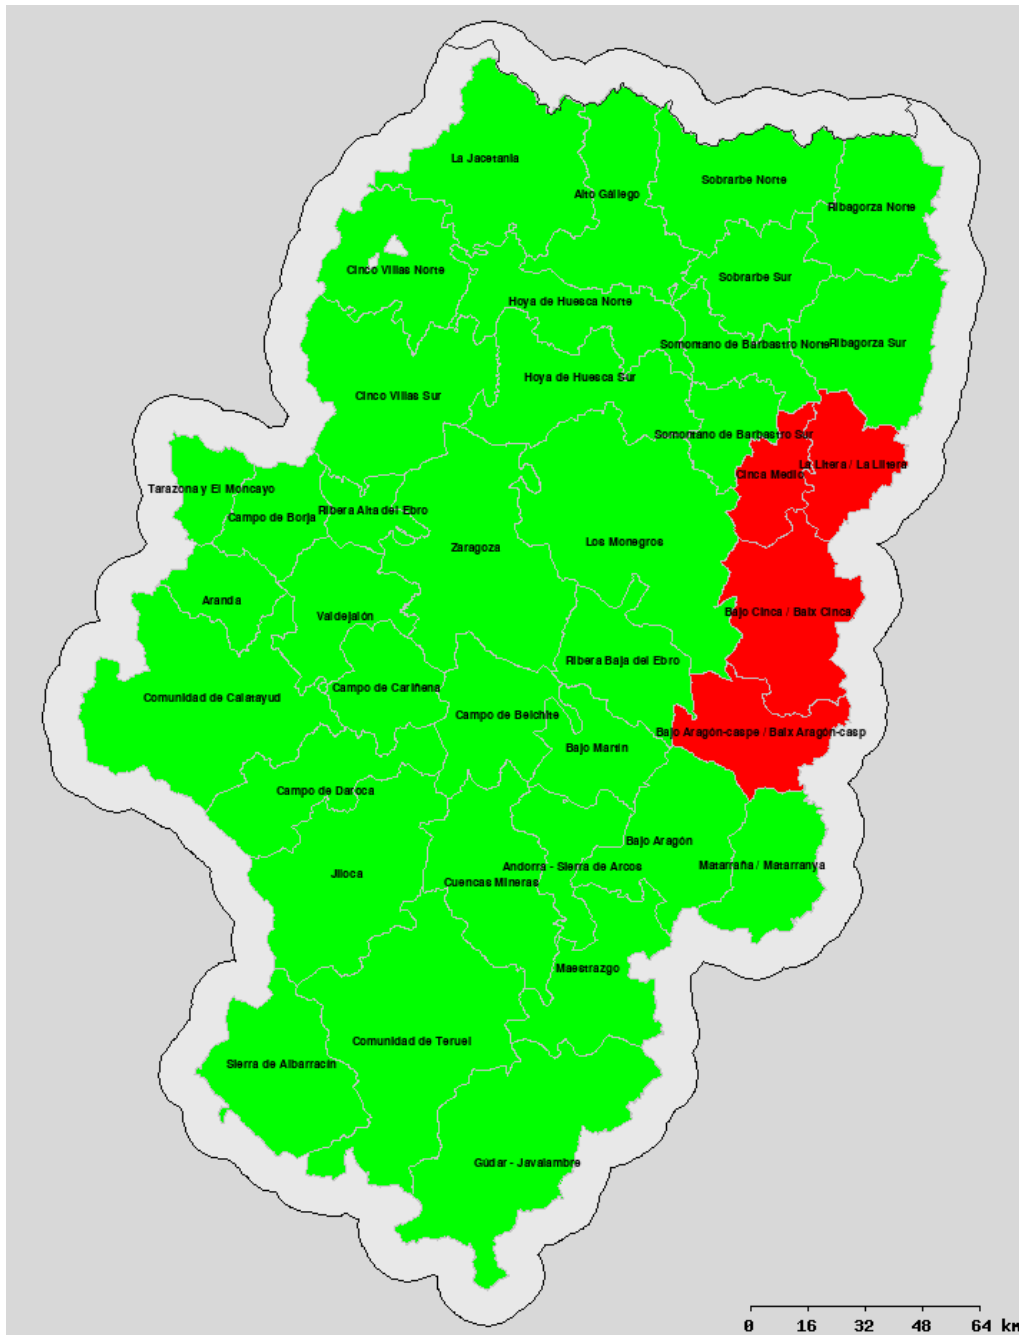 La Jacetania
Alto Gállego
Sobrarbe Norte
Ribagorza Norte
Cinco Villas Norte
Sobrarbe Sur
Hoya de Huesca Norte
Somontano de Barbastro Norte
Ribagorza Sur
Hoya de Huesca Sur
Cinco Villas Sur
Somontano de Barbastro Sur
La Litera / La Llitera
Cinca Medio
Tarazona y El Moncayo
Campo de Borja
Ribera Alta del Ebro
Zaragoza
Los Monegros
Aranda
Valdejalón
Bajo Cinca / Baix Cinca
Ribera Baja del Ebro
Comunidad de Calatayud
Campo de Cariñena
Campo de Belchite
Bajo Aragón-caspe / Baix Aragón-casp
Bajo Martín
Campo de Daroca
Bajo Aragón
Jiloca
Andorra - Sierra de Arcos
Matarraña / Matarranya
Cuencas Mineras
Maestrazgo
Comunidad de Teruel
Sierra de Albarracín
Gúdar - Javalambre
0 16 32 48 64 km